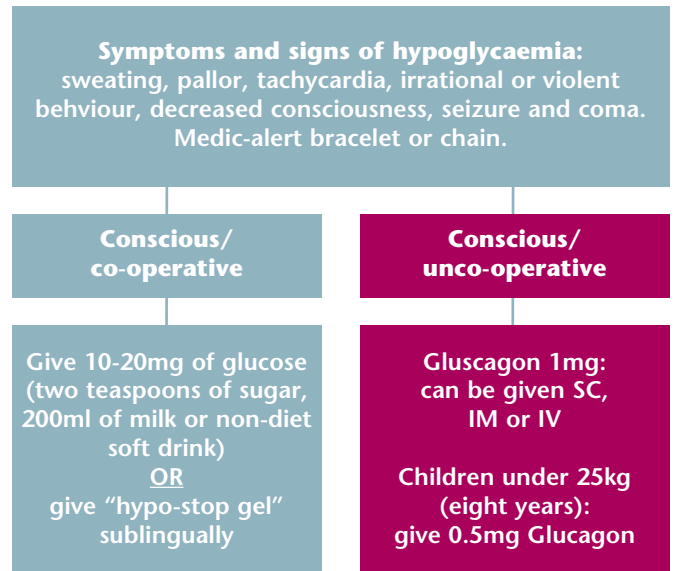 Symptoms and signs of hypoglycaemia:
sweating, pallor, tachycardia, irrational or violent
behviour, decreased consciousness, seizure and coma.
Medic-alert bracelet or chain.
Conscious/
co-operative
Conscious/
unco-operative
Give 10-20mg of glucose
(two teaspoons of sugar,
200ml of milk or non-diet
soft drink)
OR
give “hypo-stop gel”
sublingually
Gluscagon 1mg:
can be given SC,
IM or IV
Children under 25kg
(eight years):
give 0.5mg Glucagon